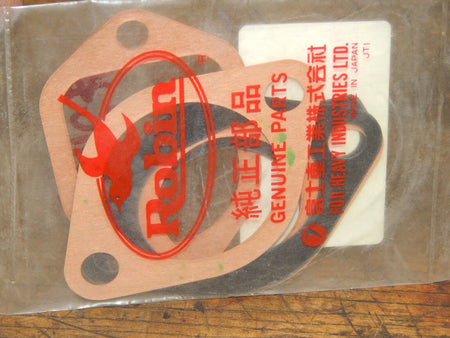 Robin
純正部品
GENUINE PARTS
富士重工業株式会社
FUJI HEAVY INDUSTRIES LTD.
MADE IN JAPAN
JT1